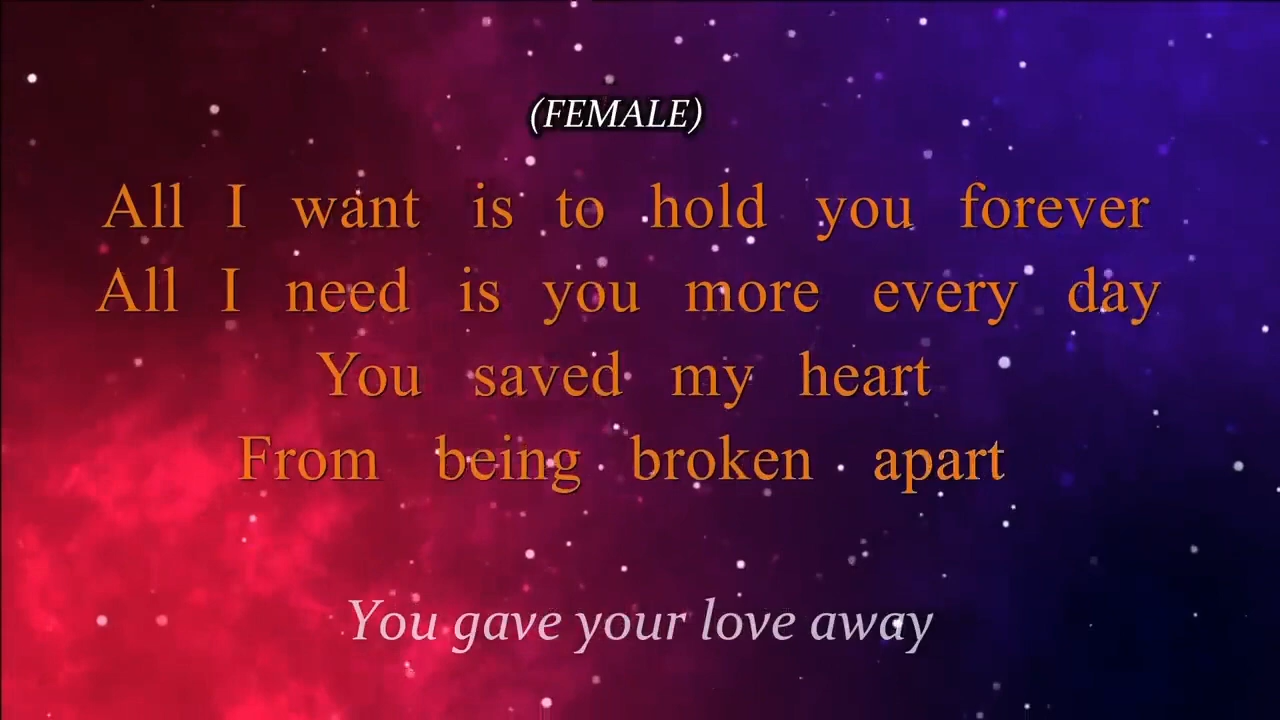 (FEMALE)
All I want is to hold you forever
All I need is you more every day
You saved my heart
From being broken apart
You gave your love away